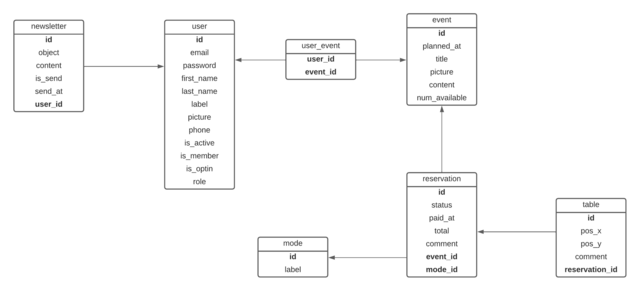 newsletter
id
object
content
is_send
send_at
user_id
user
id
email
password
first_name
last_name
label
picture
phone
is_active
is_member
is_optin
role
user_event
user_id
event_id
event
id
planned_at
title
picture
content
num_available
mode
id
label
reservation
id
status
paid_at
total
comment
event_id
mode_id
table
id
pos_x
pos_y
comment
reservation_id